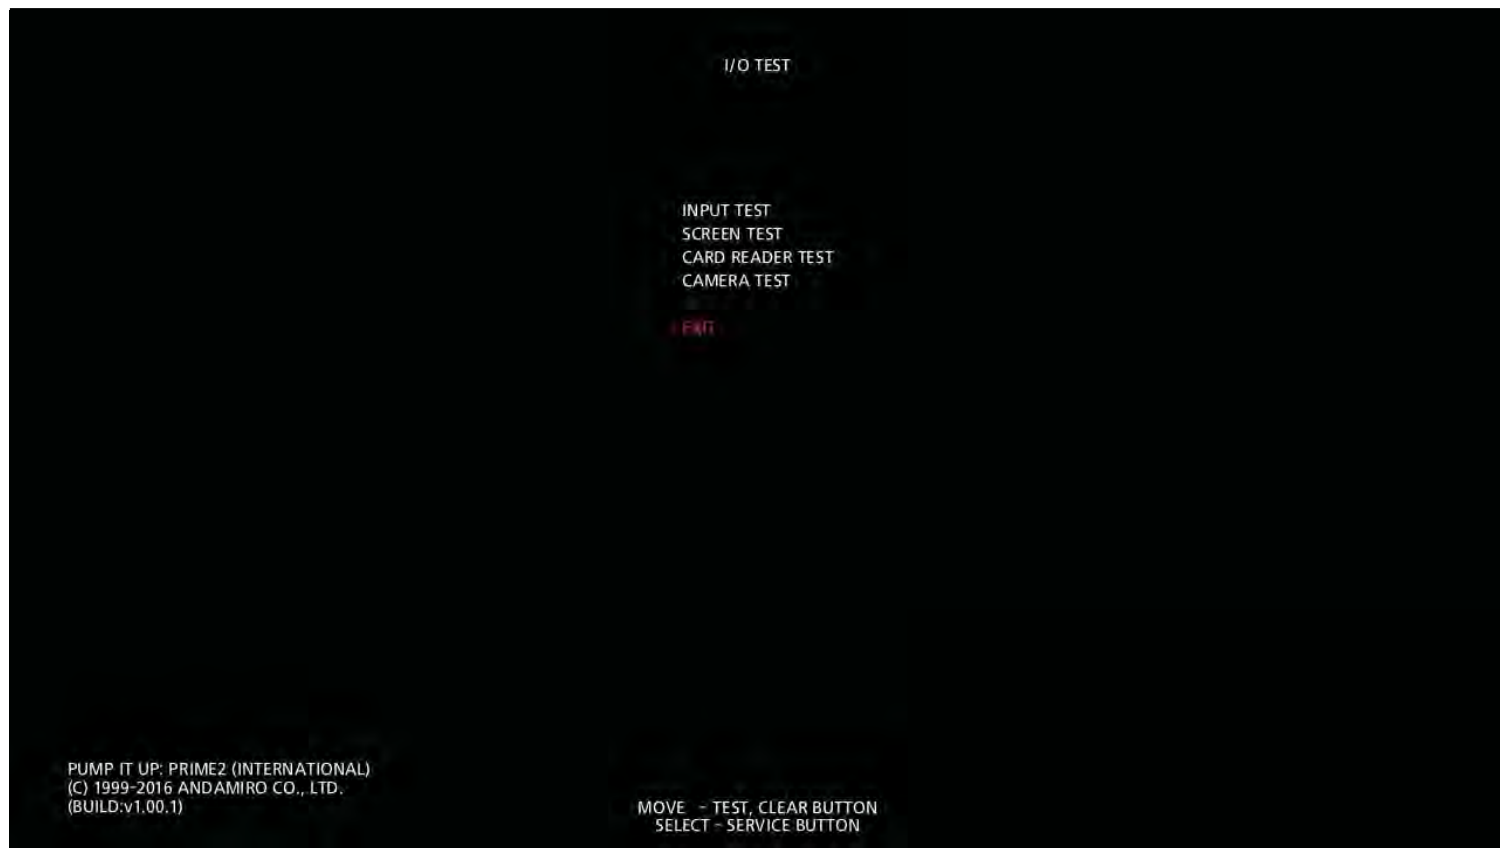 I/O TEST
INPUT TEST
SCREEN TEST
CARD READER TEST
CAMERA TEST
EXIT
PUMP IT UP: PRIME2 (INTERNATIONAL)
(C) 1999-2016 ANDAMIRO CO., LTD.
(BUILD:v1.00.1)
MOVE - TEST, CLEAR BUTTON
SELECT - SERVICE BUTTON